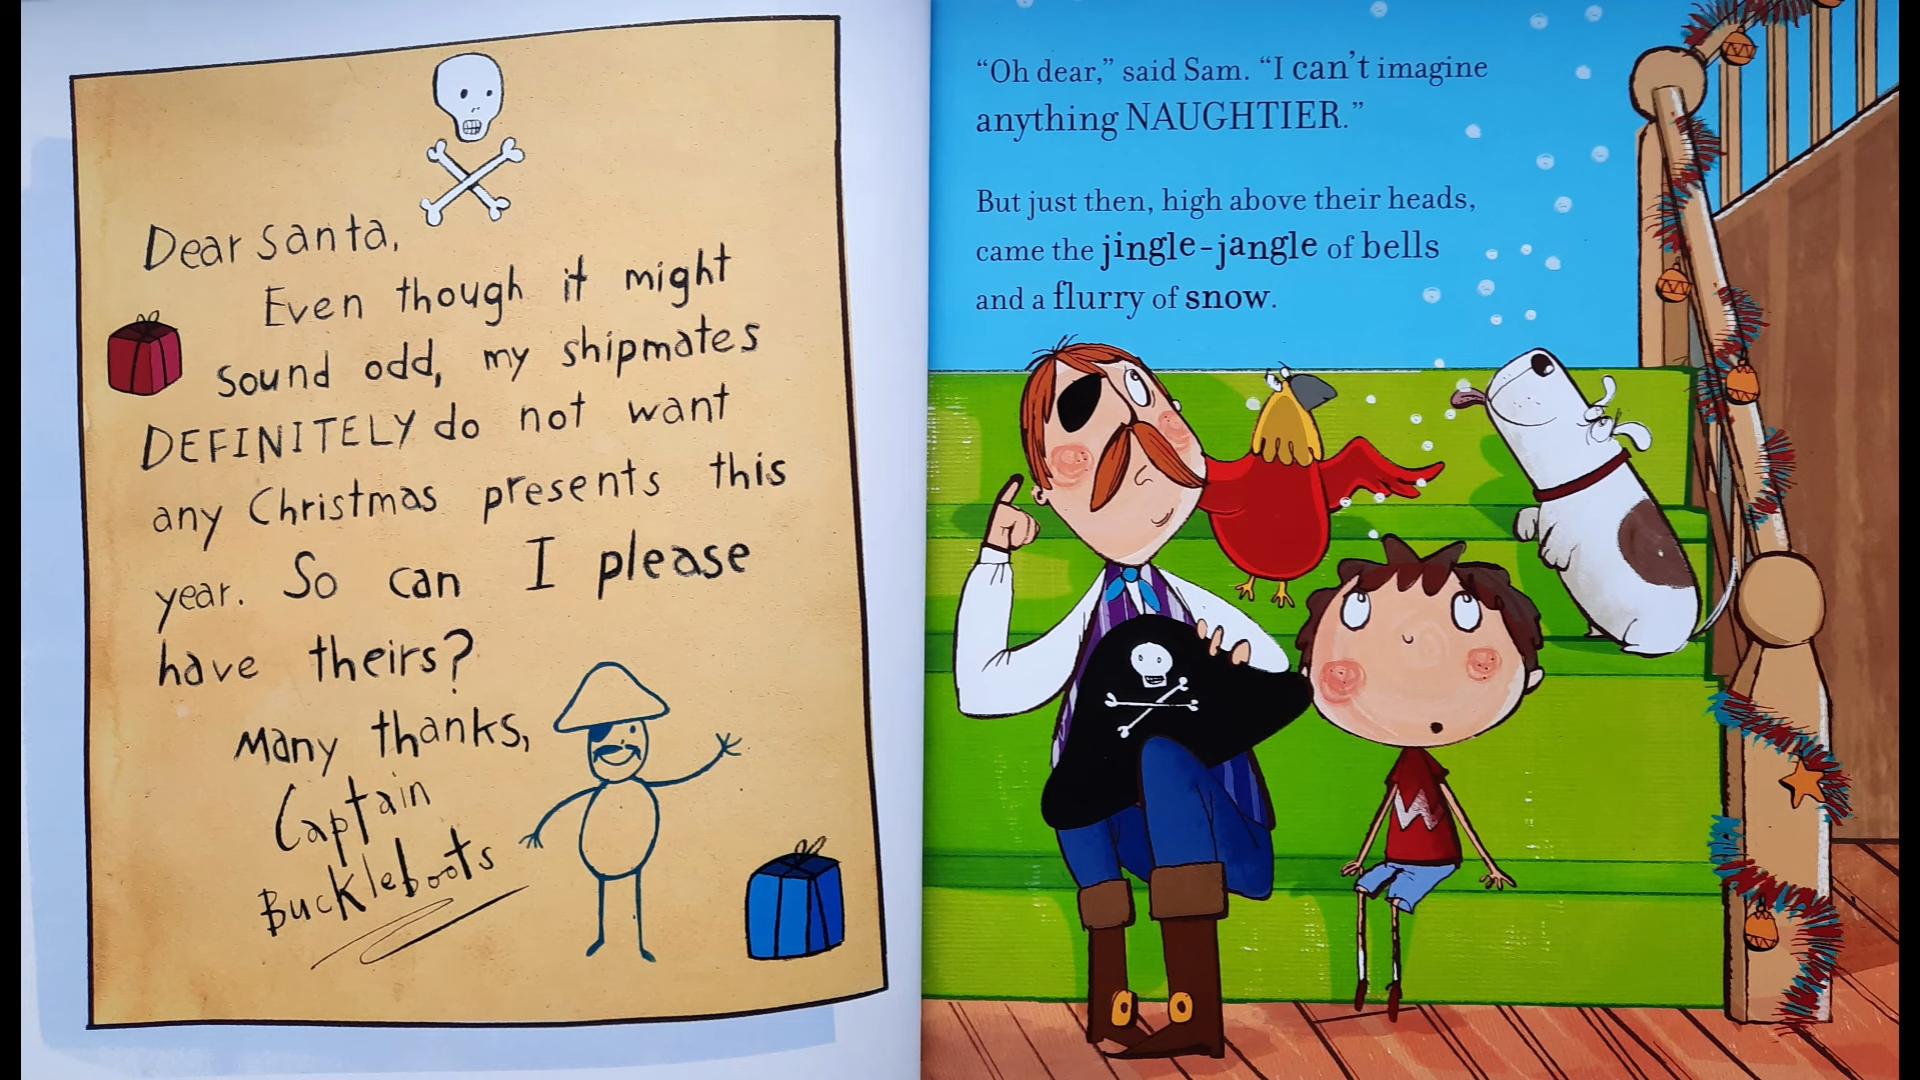 Dear Santa,
Even though it might
sound odd, my shipmates
DEFINITELY do not want
any Christmas presents this
year. So can I please
have theirs?
Many thanks,
Captain
Buckleboots
“Oh dear,” said Sam. “I can’t imagine
anything NAUGHTIER.”
But just then, high above their heads,
came the jingle-jangle of bells
and a flurry of snow.